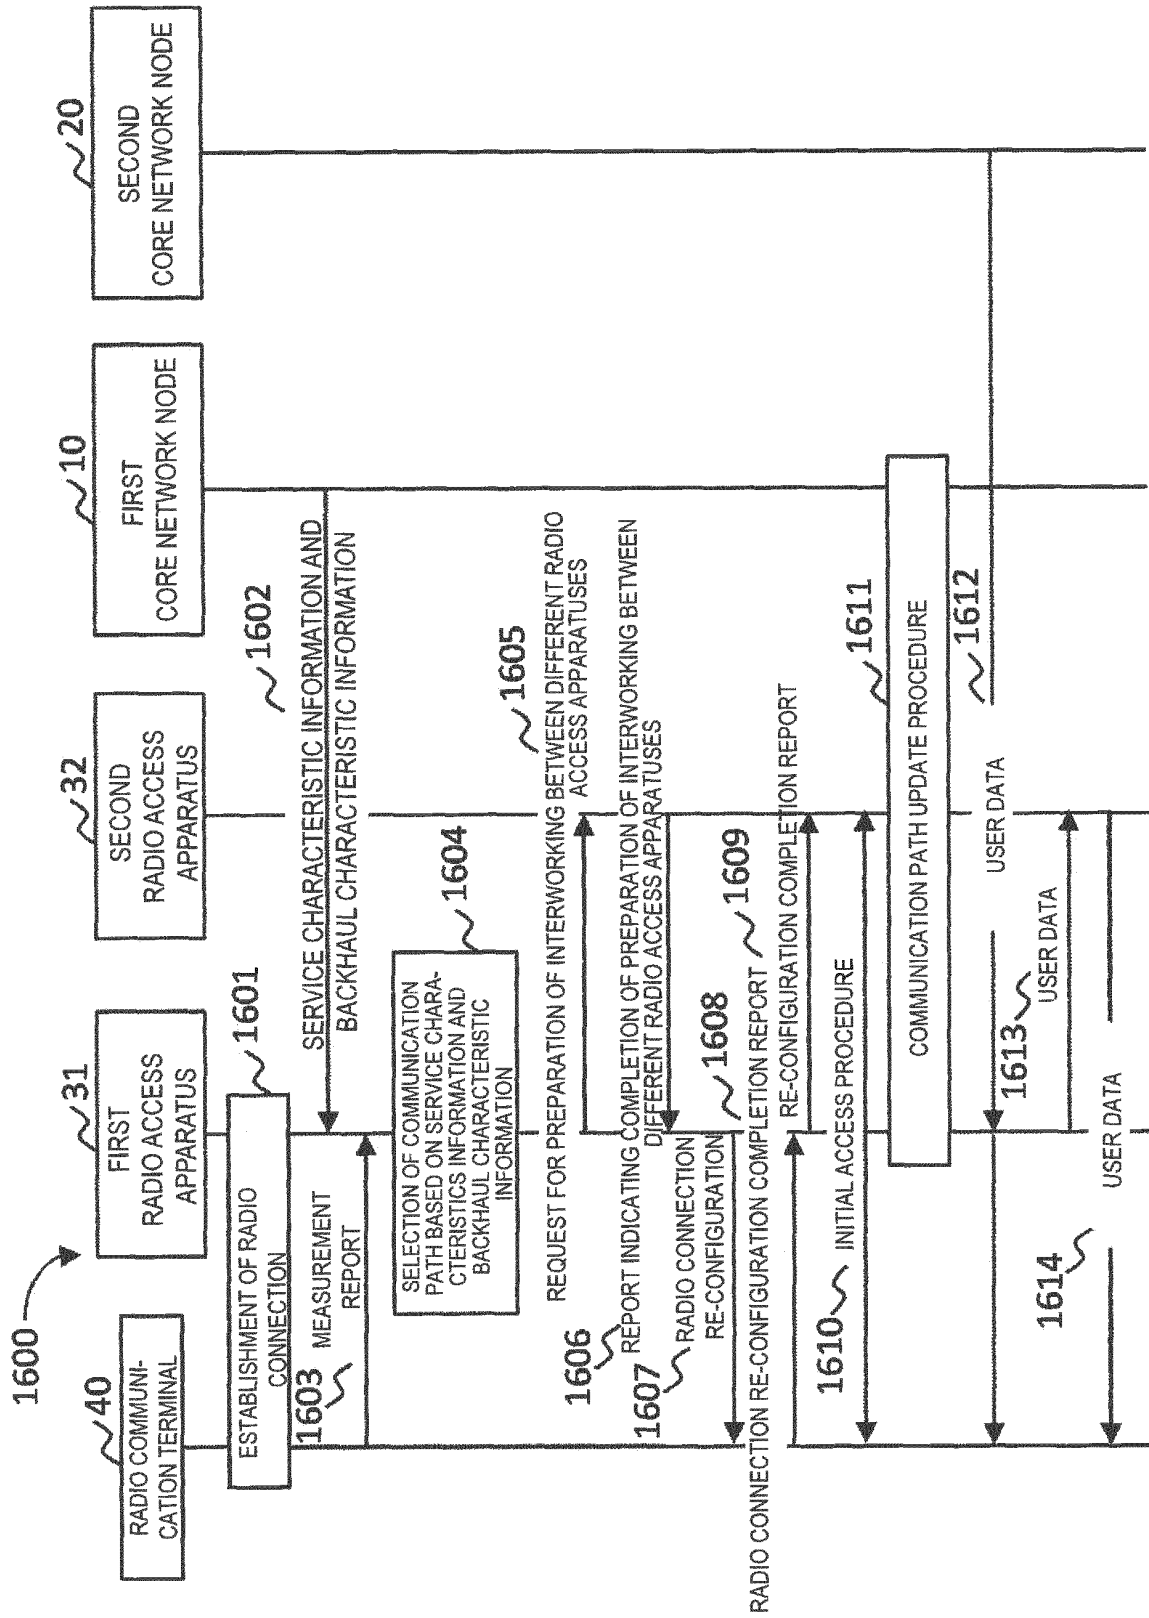 1600
40
RADIO COMMUNI-
CATION TERMINAL
31
FIRST
RADIO ACCESS
APPARATUS
32
SECOND
RADIO ACCESS
APPARATUS
10
FIRST
CORE NETWORK NODE
20
SECOND
CORE NETWORK NODE
1601
ESTABLISHMENT OF RADIO
CONNECTION
1602
SERVICE CHARACTERISTIC INFORMATION AND
BACKHAUL CHARACTERISTIC INFORMATION
1603
MEASUREMENT
REPORT
1604
SELECTION OF COMMUNICATION
PATH BASED ON SERVICE CHARA-
CTERISTICS INFORMATION AND
BACKHAUL CHARACTERISTIC
INFORMATION
1605
REQUEST FOR PREPARATION OF INTERWORKING BETWEEN DIFFERENT RADIO
ACCESS APPARATUSES
1606
REPORT INDICATING COMPLETION OF PREPARATION OF INTERWORKING BETWEEN
DIFFERENT RADIO ACCESS APPARATUSES
1607
RADIO CONNECTION
RE-CONFIGURATION
1608
RADIO CONNECTION RE-CONFIGURATION COMPLETION REPORT
1609
RE-CONFIGURATION COMPLETION REPORT
1610
INITIAL ACCESS PROCEDURE
1611
COMMUNICATION PATH UPDATE PROCEDURE
1612
USER DATA
1613
USER DATA
1614
USER DATA